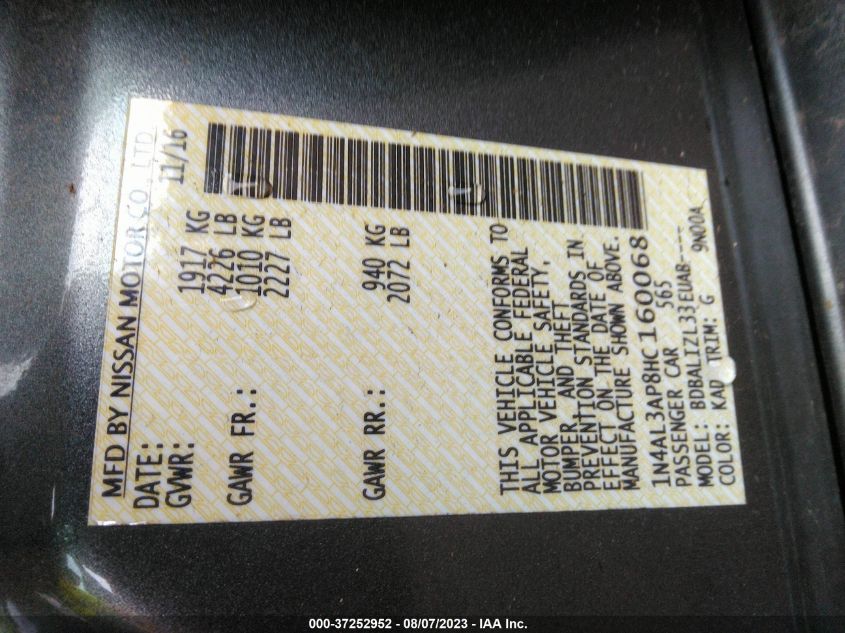 MFD BY NISSAN MOTOR CO., LTD.
DATE: 11/16
GVWR: 1917 KG
4226 LB
GAWR FR.: 1010 KG
2227 LB
GAWR RR.: 940 KG
2072 LB
THIS VEHICLE CONFORMS TO
ALL APPLICABLE FEDERAL
MOTOR VEHICLE SAFETY,
BUMPER AND THEFT
PREVENTION STANDARDS IN
EFFECT ON THE DATE OF
MANUFACTURE SHOWN ABOVE.
1N4AL3AP8HC160068
PASSENGER CAR 565
MODEL: BDBALIZL33EUA8----
COLOR: KAD TRIM: G 9N00A
000-37252952 - 08/07/2023 - IAA Inc.